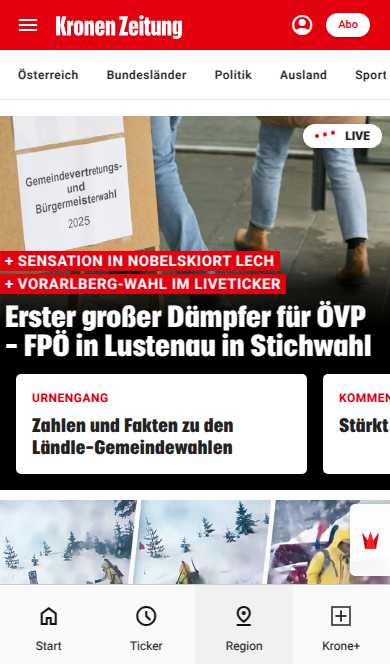 Kronen Zeitung
Abo
Österreich Bundesländer Politik Ausland Sport
LIVE
Gemeindevertretungs-
und
Bürgermeisterwahl
2025
+ SENSATION IN NOBELSKIORT LECH
+ VORARLBERG-WAHL IM LIVETICKER
Erster großer Dämpfer für ÖVP
– FPÖ in Lustenau in Stichwahl
URNENGANG
Zahlen und Fakten zu den
Ländle-Gemeindewahlen
KOMMEN
Stärkt
Start Ticker Region Krone+